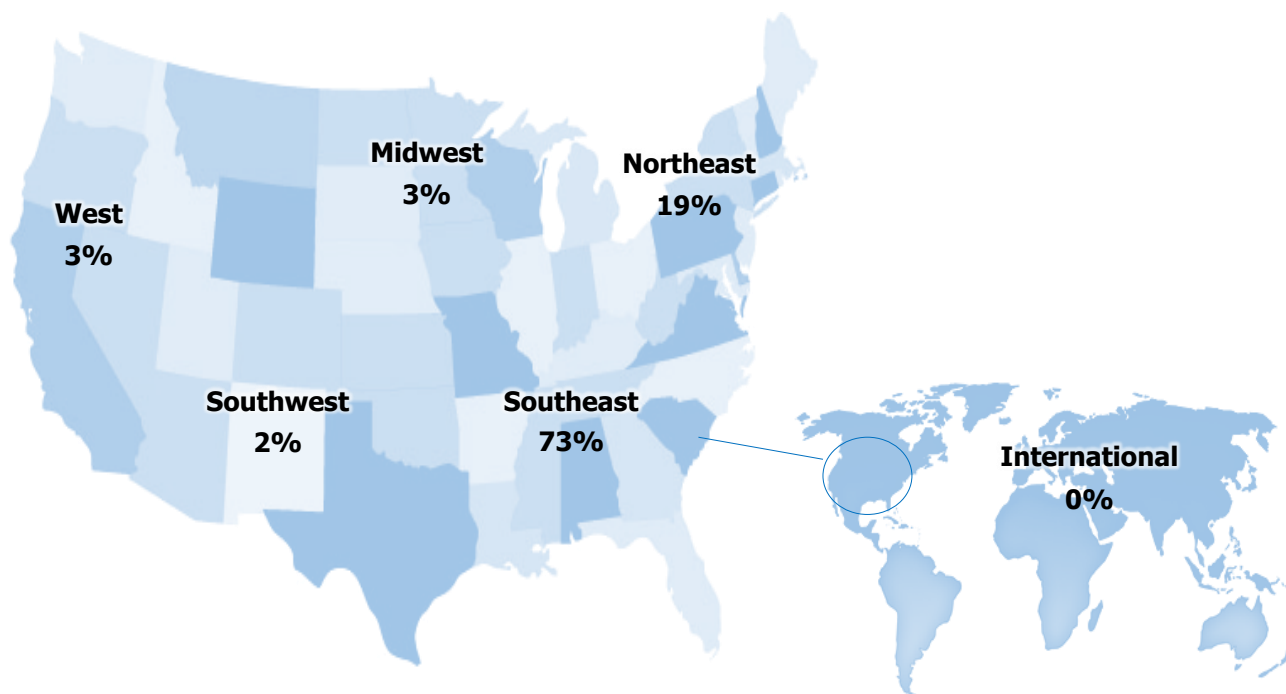 Midwest
3%
Northeast
19%
West
3%
Southwest
2%
Southeast
73%
International
0%